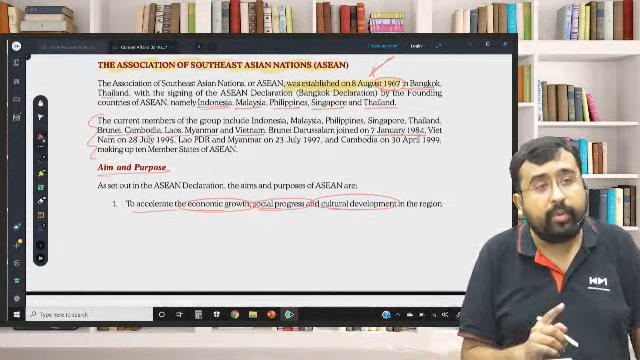 Current Affairs 30-10...
Login
THE ASSOCIATION OF SOUTHEAST ASIAN NATIONS (ASEAN)
The Association of Southeast Asian Nations, or ASEAN, was established on 8 August 1967 in Bangkok,
Thailand, with the signing of the ASEAN Declaration (Bangkok Declaration) by the Founding
countries of ASEAN, namely Indonesia, Malaysia, Philippines, Singapore and Thailand.
The current members of the group include Indonesia, Malaysia, Philippines, Singapore, Thailand,
Brunei, Cambodia, Laos, Myanmar and Vietnam. Brunei Darussalam joined on 7 January 1984, Viet
Nam on 28 July 1995, Lao PDR and Myanmar on 23 July 1997, and Cambodia on 30 April 1999,
making up ten Member States of ASEAN.
Aim and Purpose
As set out in the ASEAN Declaration, the aims and purposes of ASEAN are:
1. To accelerate the economic growth, social progress and cultural development in the region
Type here to search